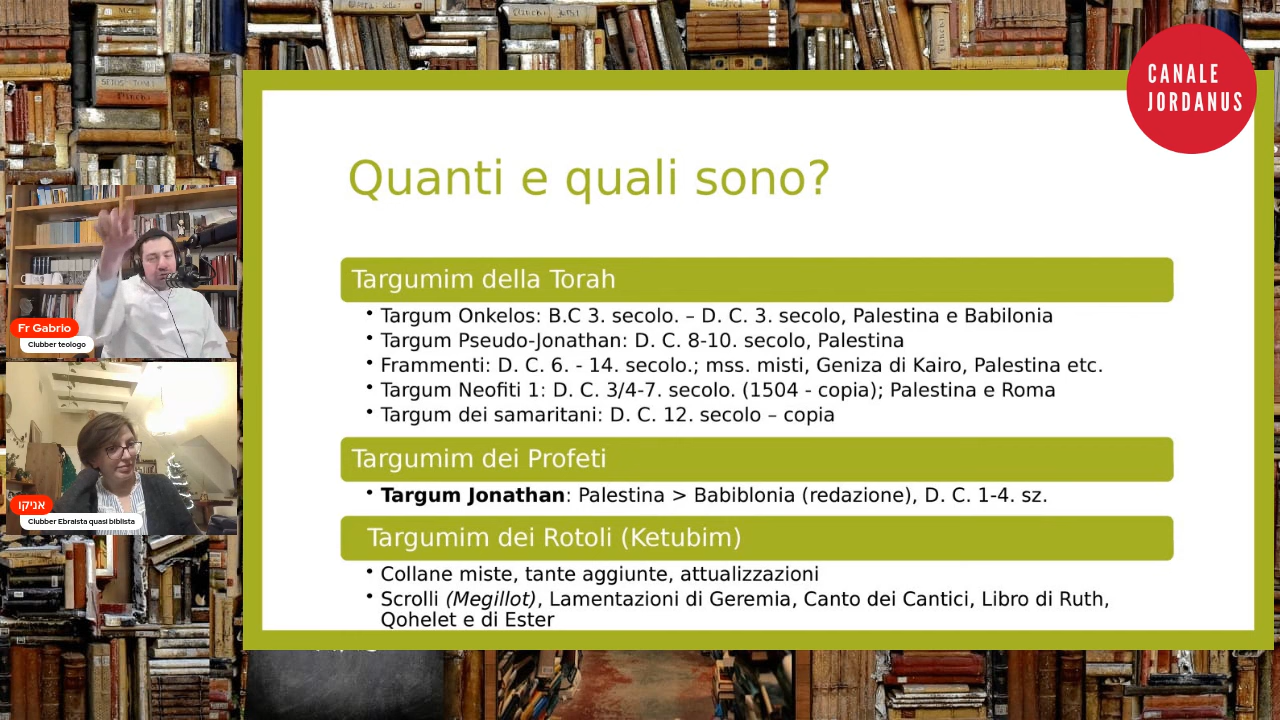 CANALE
JORDANUS
Quanti e quali sono?
Targumim della Torah
• Targum Onkelos: B.C 3. secolo. – D. C. 3. secolo, Palestina e Babilonia
• Targum Pseudo-Jonathan: D. C. 8-10. secolo, Palestina
• Frammenti: D. C. 6. - 14. secolo.; mss. misti, Geniza di Kairo, Palestina etc.
• Targum Neofiti 1: D. C. 3/4-7. secolo. (1504 - copia); Palestina e Roma
• Targum dei samaritani: D. C. 12. secolo – copia
Targumim dei Profeti
• Targum Jonathan: Palestina > Babiblonia (redazione), D. C. 1-4. sz.
Targumim dei Rotoli (Ketubim)
• Collane miste, tante aggiunte, attualizzazioni
• Scrolli (Megillot), Lamentazioni di Geremia, Canto dei Cantici, Libro di Ruth,
Qohelet e di Ester
Fr Gabrio
Clubber teologo
אניקו
Clubber Ebraista quasi biblista